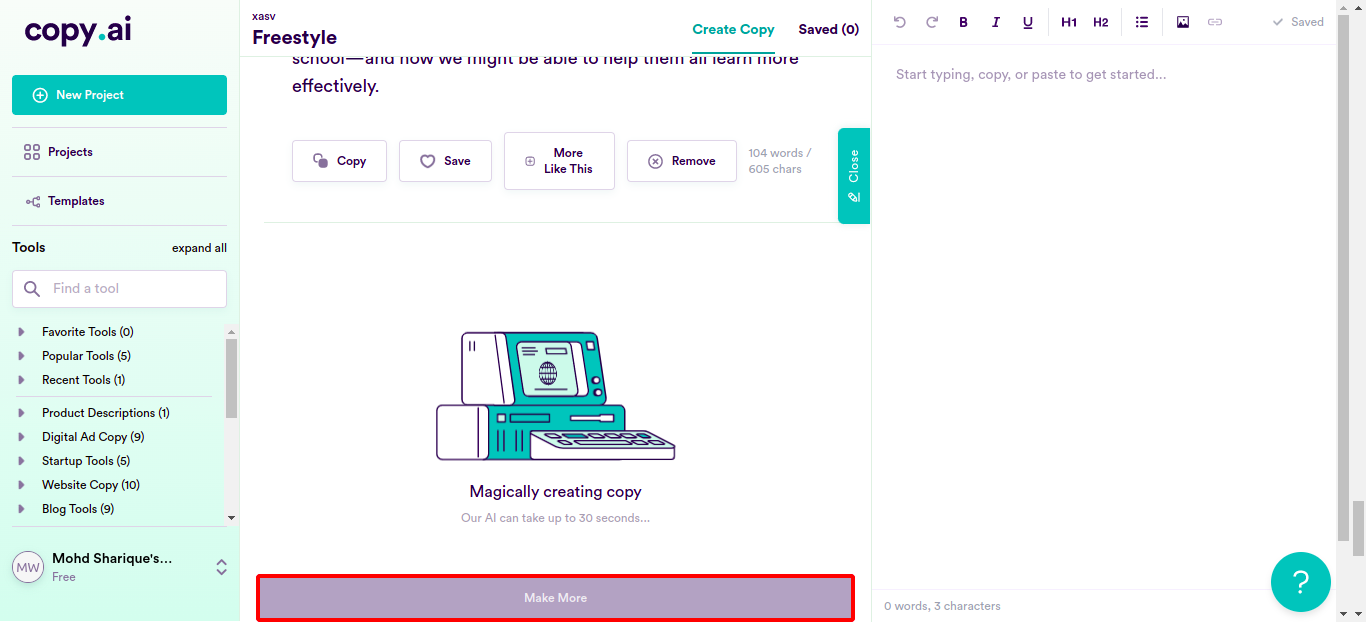 copy.ai
New Project
Projects
Templates
Tools
expand all
Find a tool
Favorite Tools (0)
Popular Tools (5)
Recent Tools (1)
Product Descriptions (1)
Digital Ad Copy (9)
Startup Tools (5)
Website Copy (10)
Blog Tools (9)
MW
Mohd Sharique's...
Free
xasv
Freestyle
Create Copy
Saved (0)
school—and how we might be able to help them all learn more
effectively.
Copy
Save
More
Like This
Remove
104 words /
605 chars
Close
Magically creating copy
Our AI can take up to 30 seconds...
Make More
B I U H1 H2
Saved
Start typing, copy, or paste to get started...
0 words, 3 characters
?